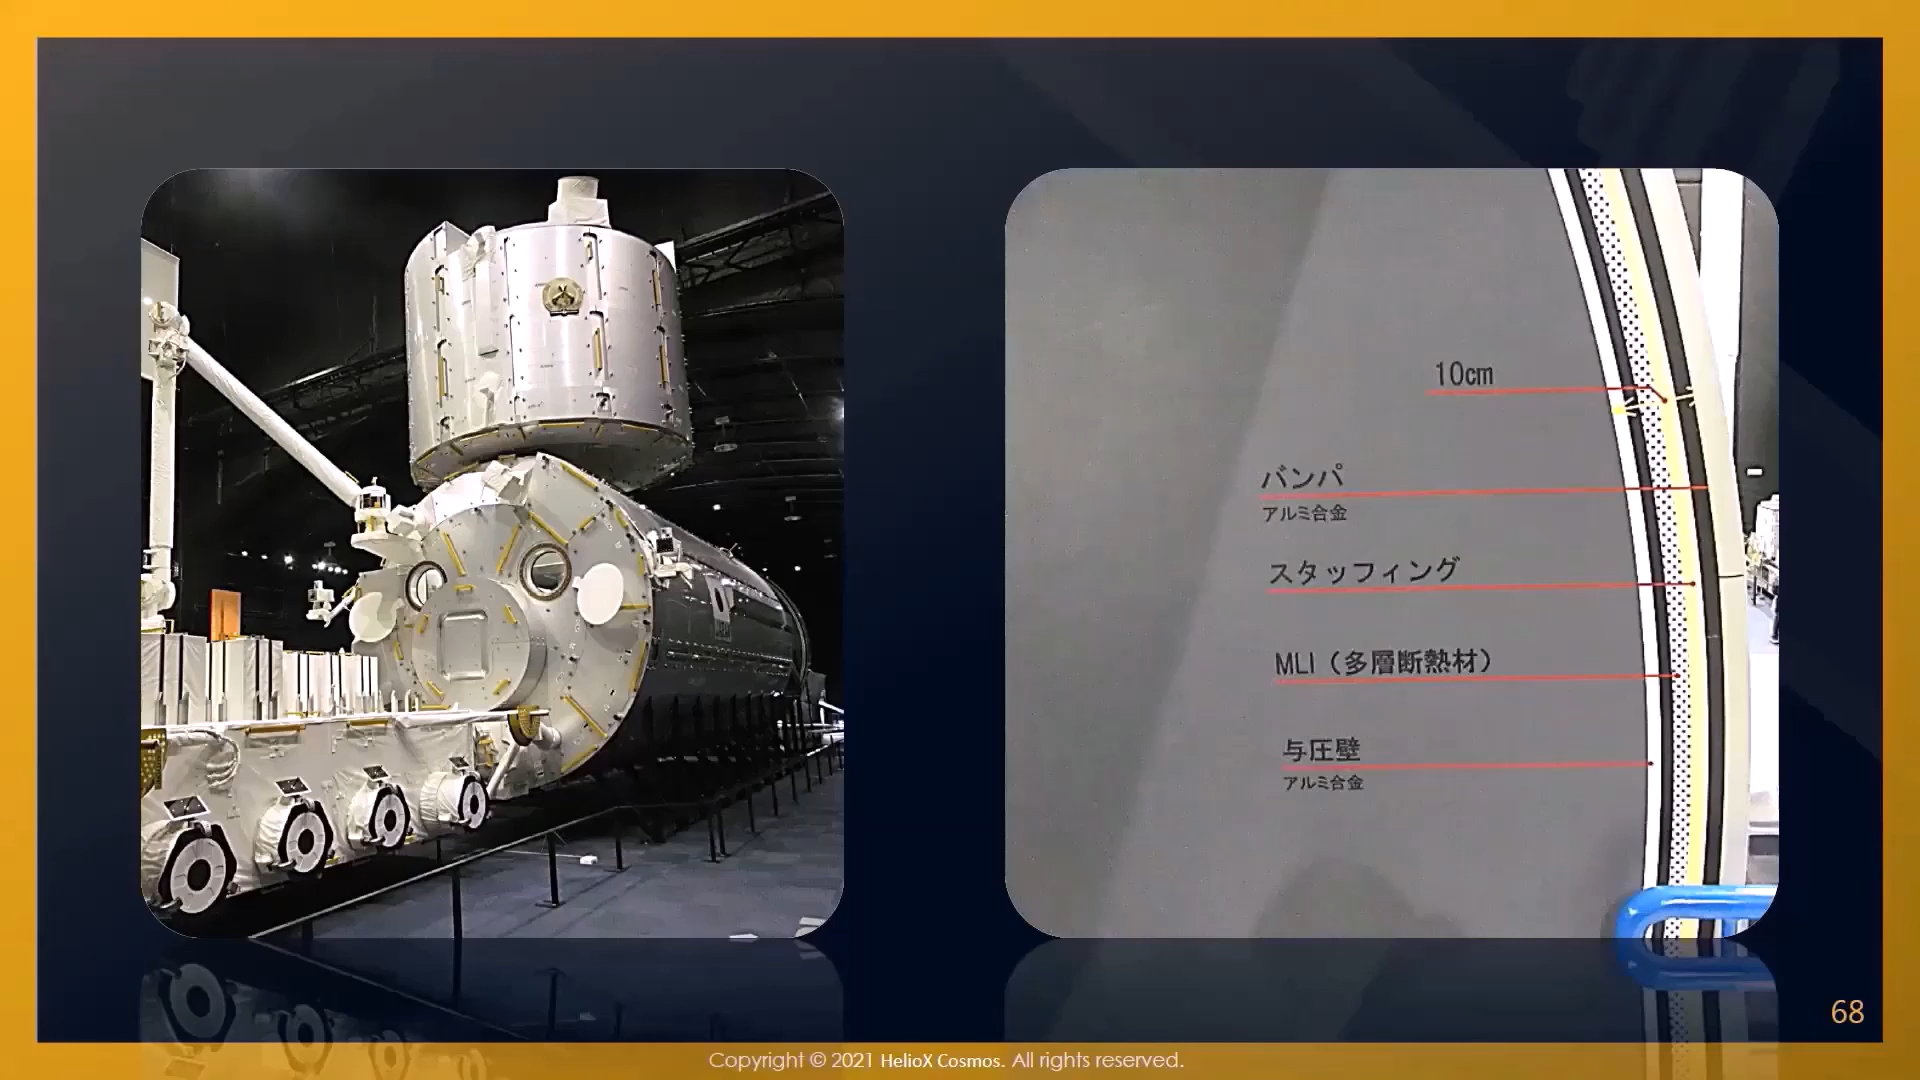 10cm
バンパ
アルミ合金
スタッフィング
MLI（多層断熱材）
与圧壁
アルミ合金
68
Copyright © 2021 HelioX Cosmos. All rights reserved.